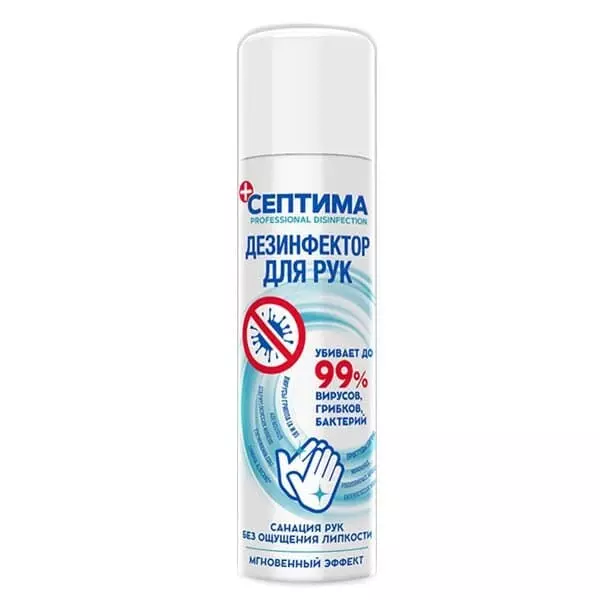 СЕПТИМА
PROFESSIONAL DISINFECTION
ДЕЗИНФЕКТОР
ДЛЯ РУК
УБИВАЕТ ДО
99%
ВИРУСОВ,
ГРИБКОВ,
БАКТЕРИЙ
САНАЦИЯ РУК
БЕЗ ОЩУЩЕНИЯ ЛИПКОСТИ
МГНОВЕННЫЙ ЭФФЕКТ